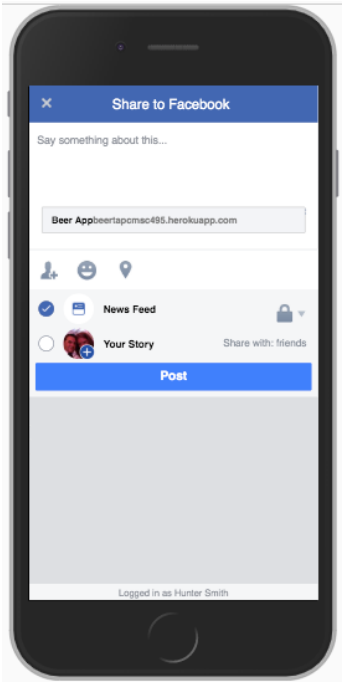 Share to Facebook
Say something about this...
Beer Appbeertapcmsc495.herokuapp.com
News Feed
Your Story Share with: friends
Post
Logged in as Hunter Smith